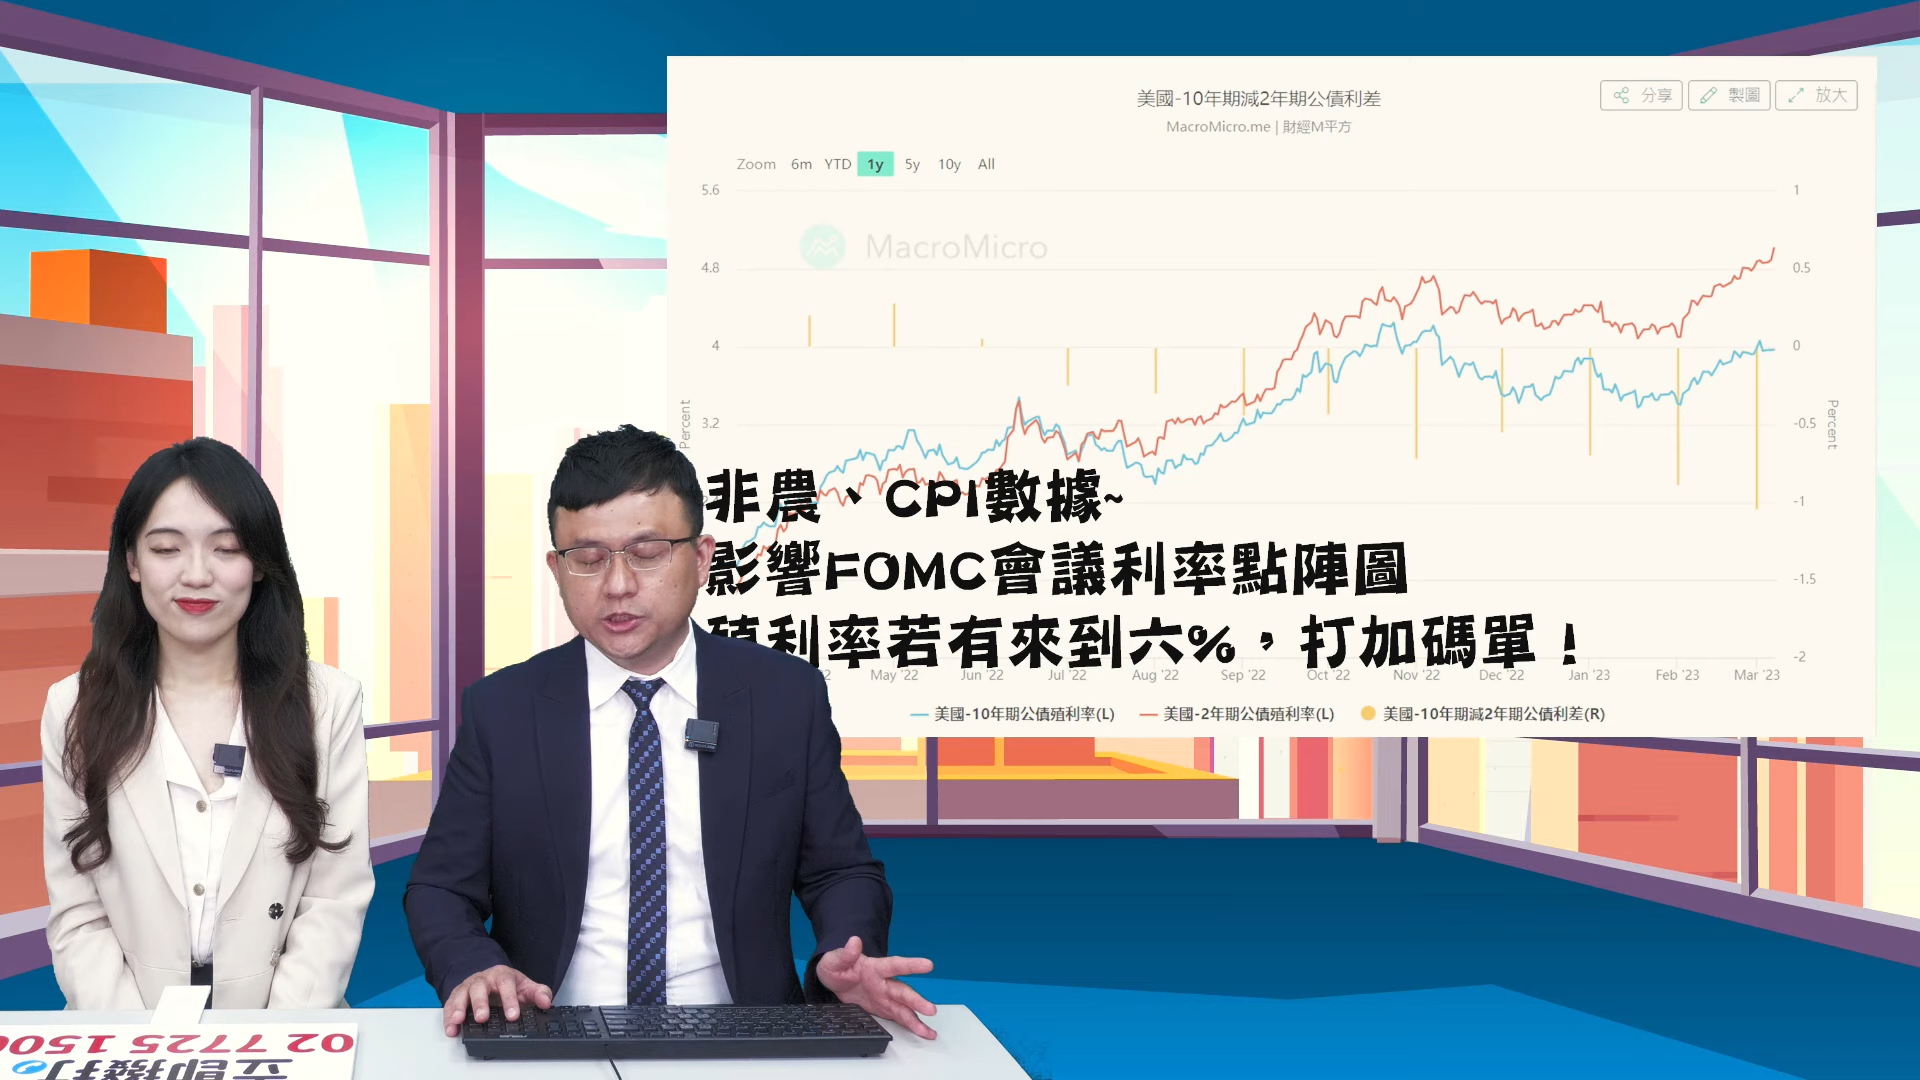 美國-10年期減2年期公債利差
MacroMicro.me | 財經M平方
分享 製圖 放大
Zoom 6m YTD 1y 5y 10y All
MacroMicro
5.6
4.8
4
3.2
1
0.5
0
-0.5
-1
-1.5
-2
Percent
Percent
非農、CPI數據~
影響FOMC會議利率點陣圖
殖利率若有來到六%,打加碼單!
May '22 Jun '22 Jul '22 Aug '22 Sep '22 Oct '22 Nov '22 Dec '22 Jan '23 Feb '23 Mar '23
美國-10年期公債殖利率(L) 美國-2年期公債殖利率(L) 美國-10年期減2年期公債利差(R)
02 7725 150
立即撥打